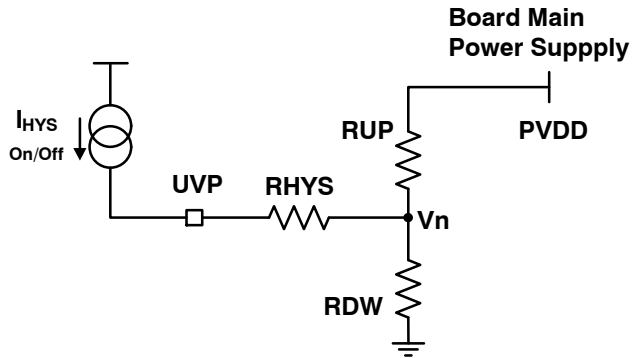 Board Main
Power Suppply
IHYS
On/Off
RUP
PVDD
UVP
RHYS
Vn
RDW